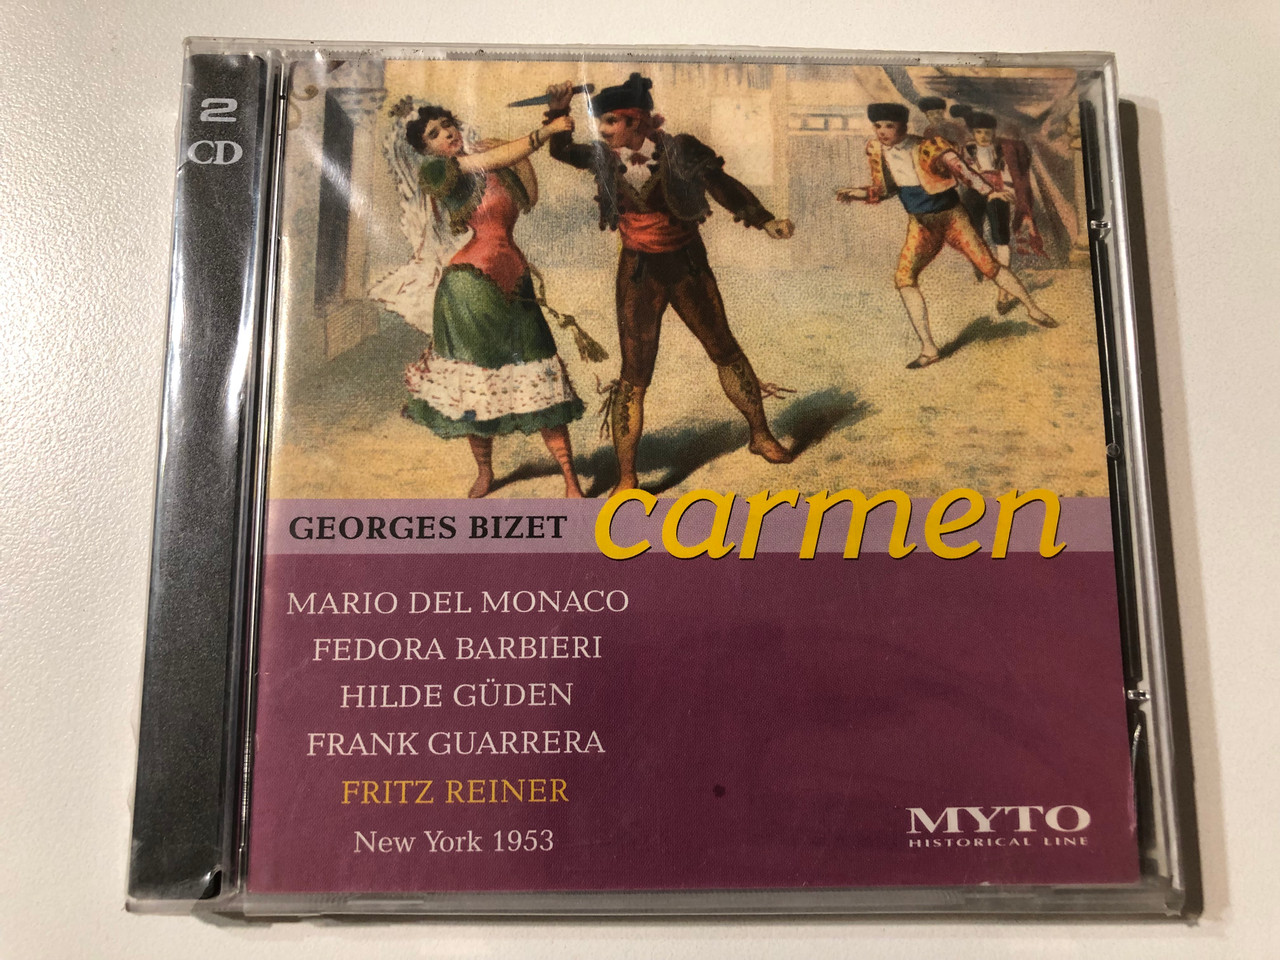 2
CD
GEORGES BIZET carmen
MARIO DEL MONACO
FEDORA BARBIERI
HILDE GÜDEN
FRANK GUARRERA
FRITZ REINER
New York 1953
MYTO
HISTORICAL LINE